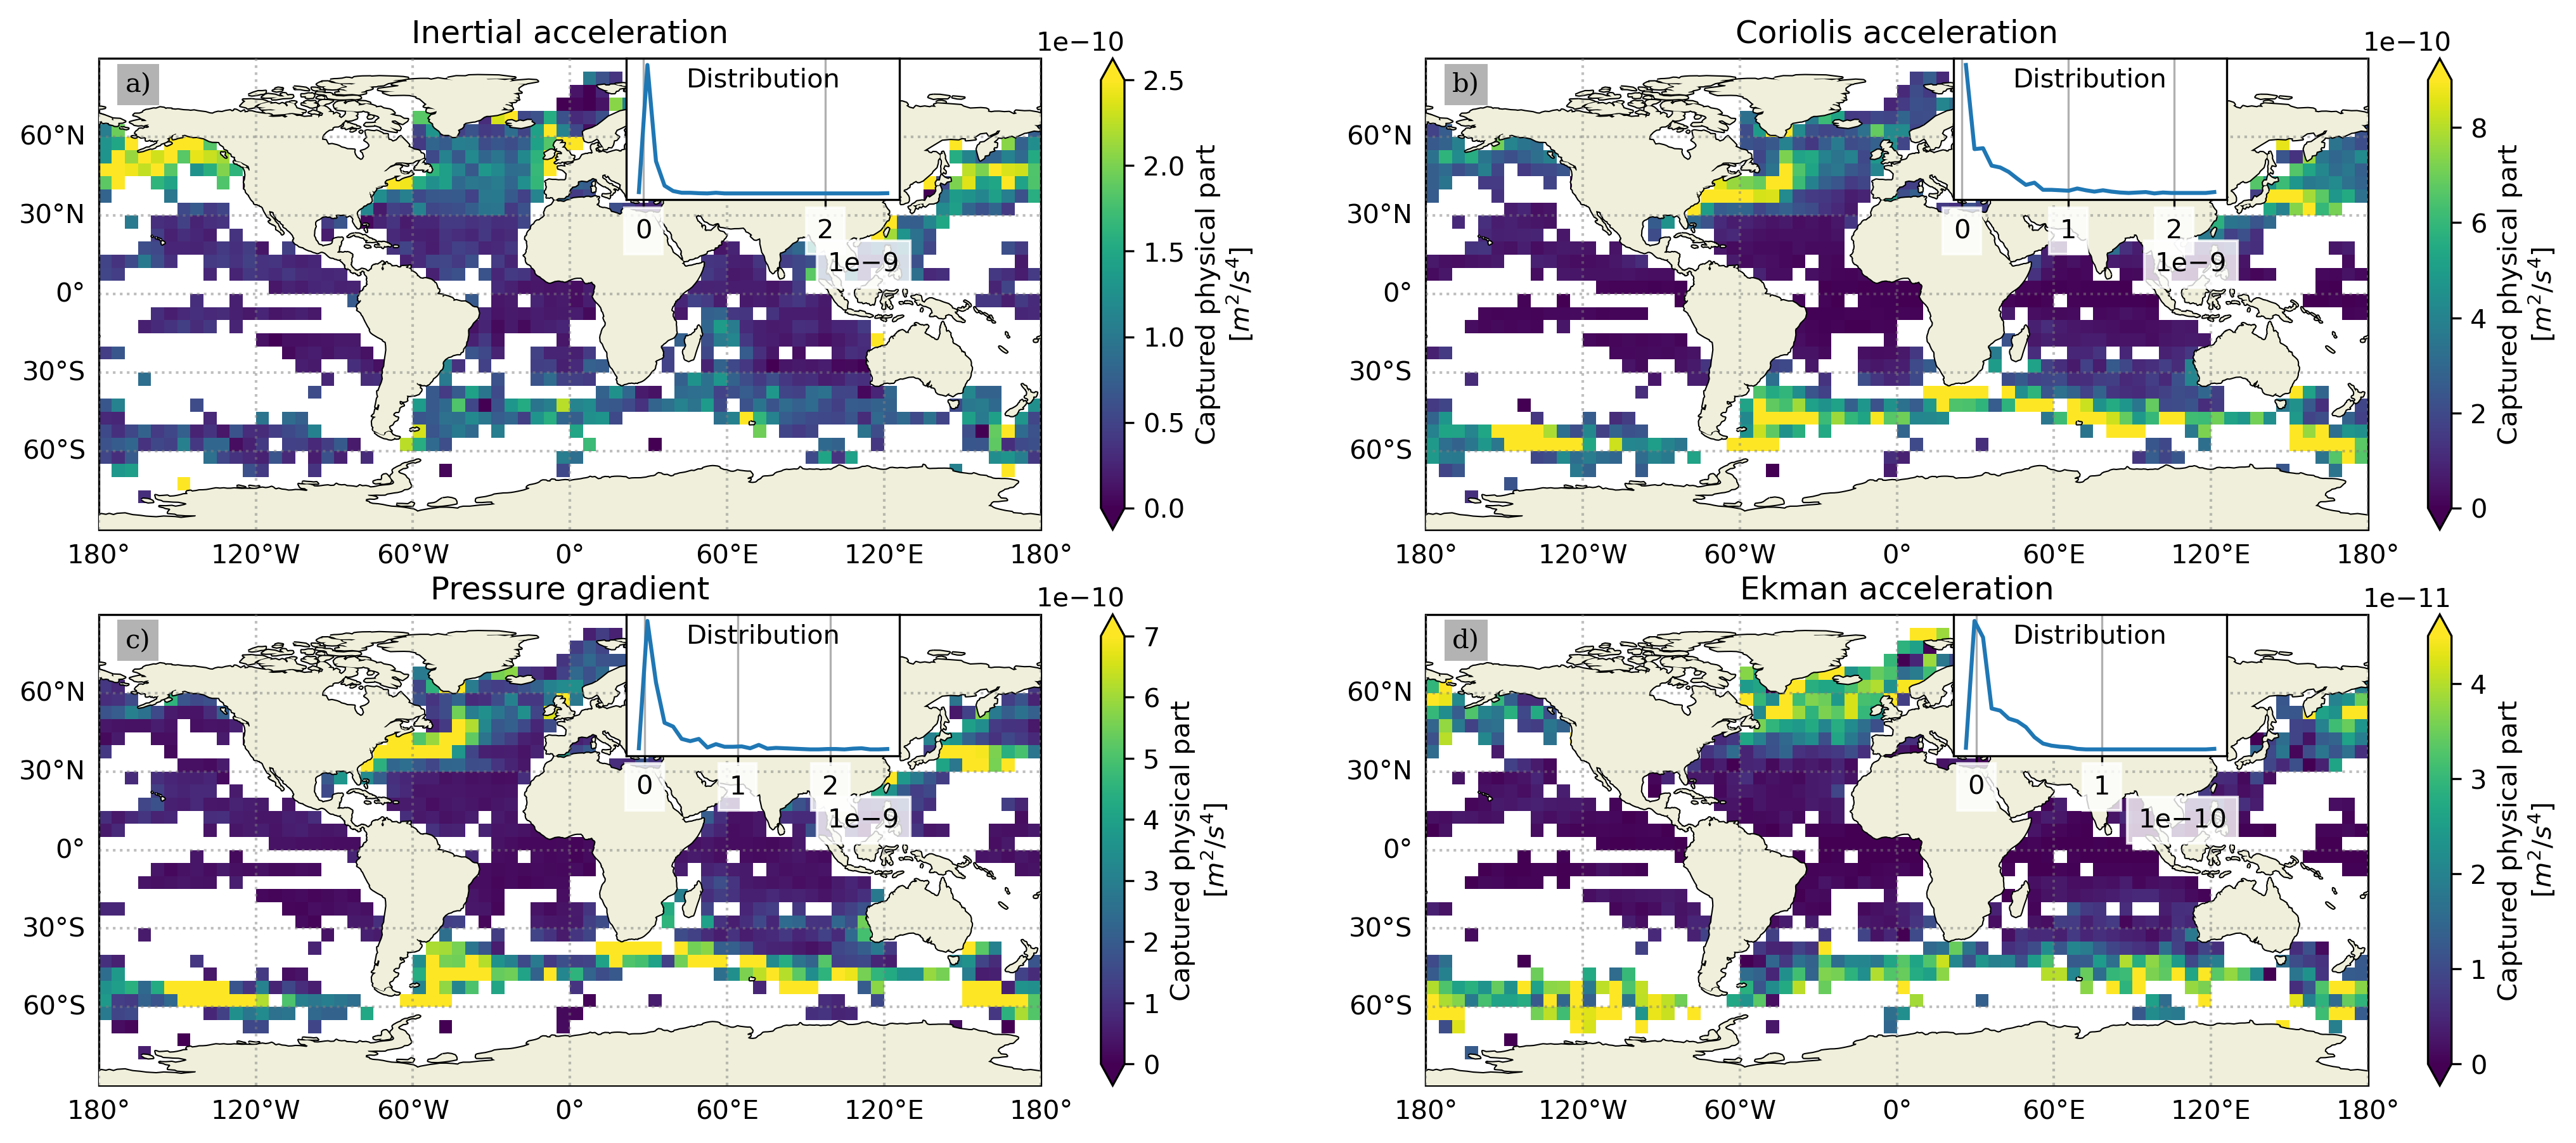 Inertial acceleration
1e−10
a)
Distribution
0
2
1e−9
60°N
30°N
0°
30°S
60°S
180°
120°W
60°W
0°
60°E
120°E
180°
2.5
2.0
1.5
1.0
0.5
0.0
Captured physical part
[m²/s⁴]
Coriolis acceleration
1e−10
b)
Distribution
0
1
2
1e−9
60°N
30°N
0°
30°S
60°S
180°
120°W
60°W
0°
60°E
120°E
180°
8
6
4
2
0
Captured physical part
[m²/s⁴]
Pressure gradient
1e−10
c)
Distribution
0
1
2
1e−9
60°N
30°N
0°
30°S
60°S
180°
120°W
60°W
0°
60°E
120°E
180°
7
6
5
4
3
2
1
0
Captured physical part
[m²/s⁴]
Ekman acceleration
1e−11
d)
Distribution
0
1
1e−10
60°N
30°N
0°
30°S
60°S
180°
120°W
60°W
0°
60°E
120°E
180°
4
3
2
1
0
Captured physical part
[m²/s⁴]